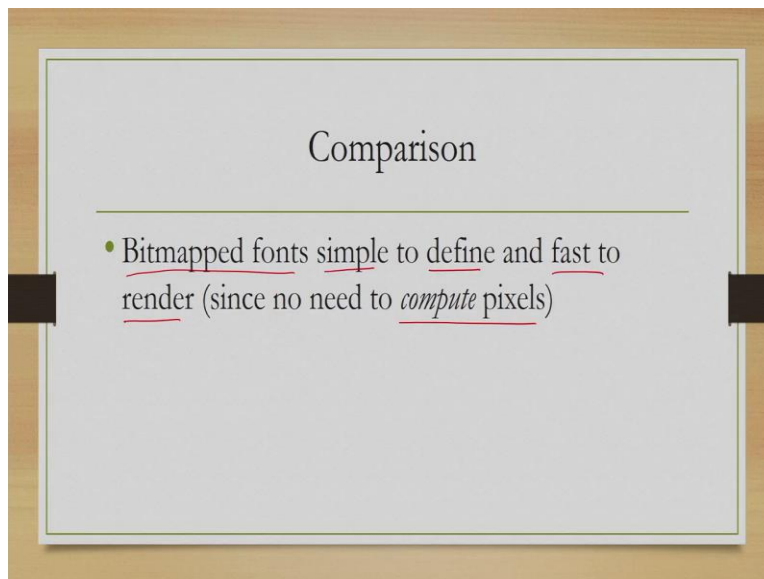 Comparison
• Bitmapped fonts simple to define and fast to
render (since no need to compute pixels)